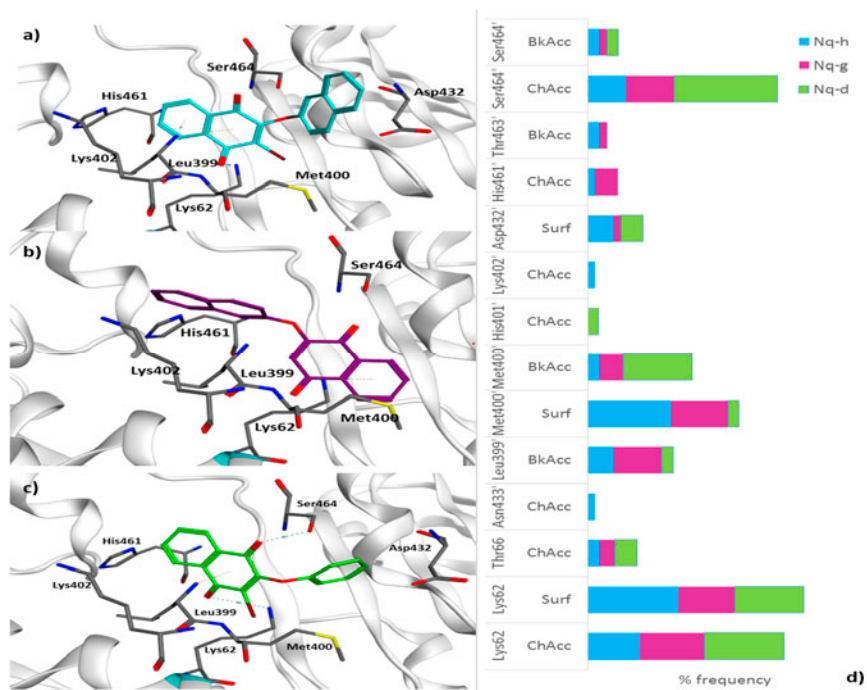 a)
Ser464
Asp432
His461
Lys402
Leu399
Met400
Lys62
b)
Ser464
His461
Lys402
Leu399
Lys62
Met400
c)
Ser464
Asp432
His461
Lys402
Leu399
Lys62
Met400
Ser464' BkAcc
Ser464' ChAcc
Thr463' BkAcc
His461' ChAcc
Asp432' Surf
Lys402' ChAcc
His401' ChAcc
Met400' BkAcc
Met400' Surf
Leu399' BkAcc
Asn433' ChAcc
Thr66 ChAcc
Lys62 Surf
Lys62 ChAcc
% frequency
Nq-h
Nq-g
Nq-d
d)